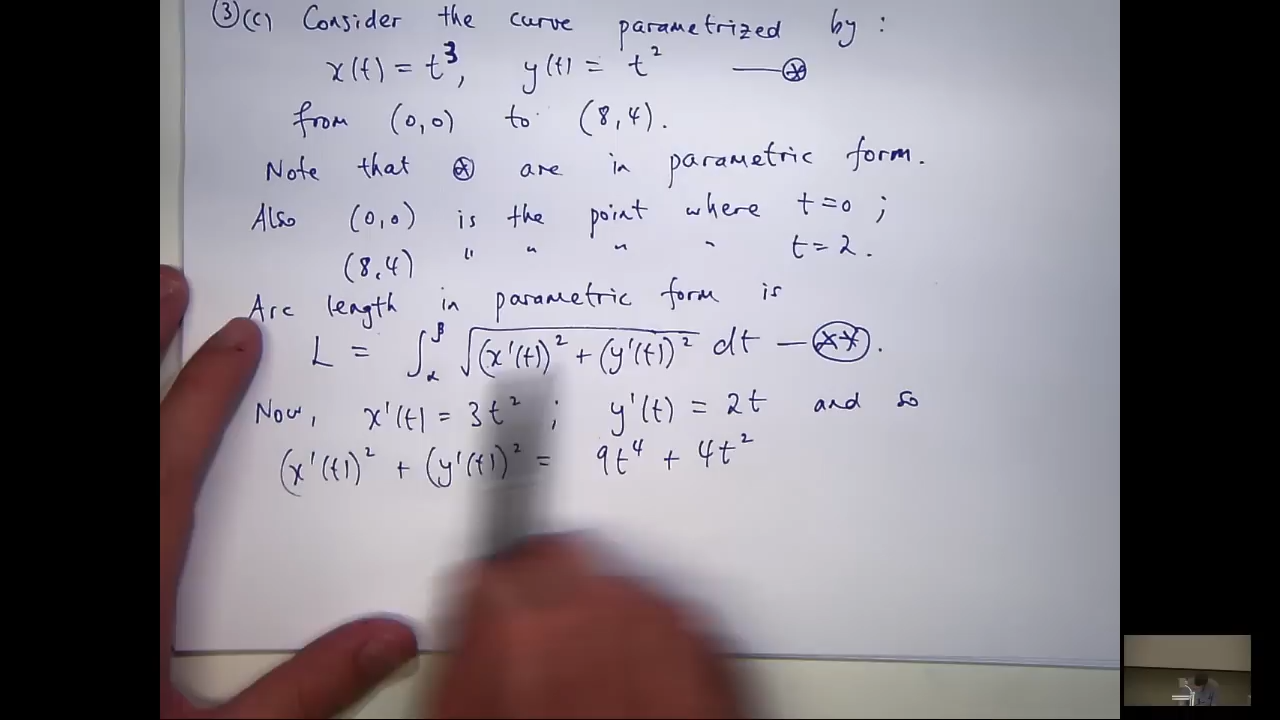 ③(c) Consider the curve parametrized by :
x(t) = t³, y(t) = t² —⊛
from (0,0) to (8,4).
Note that ⊛ are in parametric form.
Also (0,0) is the point where t=0 ;
(8,4) " " " " t=2.
Arc length in parametric form is
L = ∫_α^β √((x'(t))² + (y'(t))²) dt — (**).
Now, x'(t) = 3t² ; y'(t) = 2t and so
(x'(t))² + (y'(t))² = 9t⁴ + 4t²